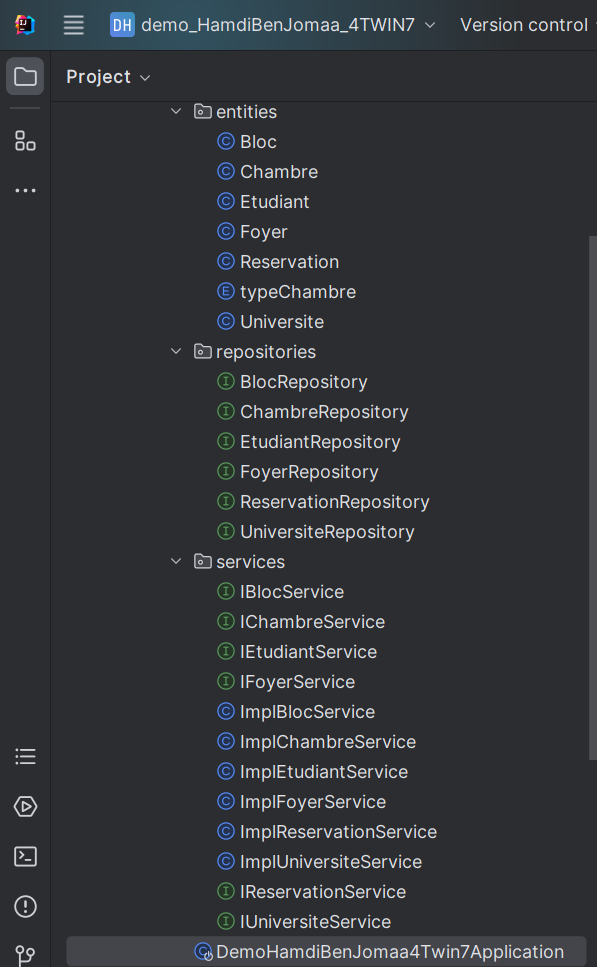 DH demo_HamdiBenJomaa_4TWIN7 Version control
Project
entities
C Bloc
C Chambre
C Etudiant
C Foyer
C Reservation
E typeChambre
C Universite
repositories
I BlocRepository
I ChambreRepository
I EtudiantRepository
I FoyerRepository
I ReservationRepository
I UniversiteRepository
services
I IBlocService
I IChambreService
I IEtudiantService
I IFoyerService
C ImplBlocService
C ImplChambreService
C ImplEtudiantService
C ImplFoyerService
C ImplReservationService
C ImplUniversiteService
I IReservationService
I IUniversiteService
C DemoHamdiBenJomaa4Twin7Application